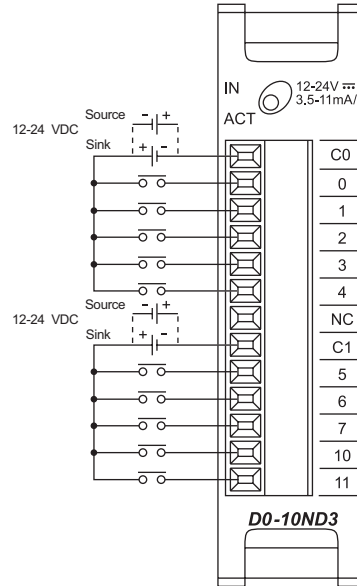 IN
12-24V ⎓
3.5-11mA/
ACT
Source - +
12-24 VDC
Sink + -
C0
0
1
2
3
4
Source - +
NC
12-24 VDC
Sink + -
C1
5
6
7
10
11
D0-10ND3